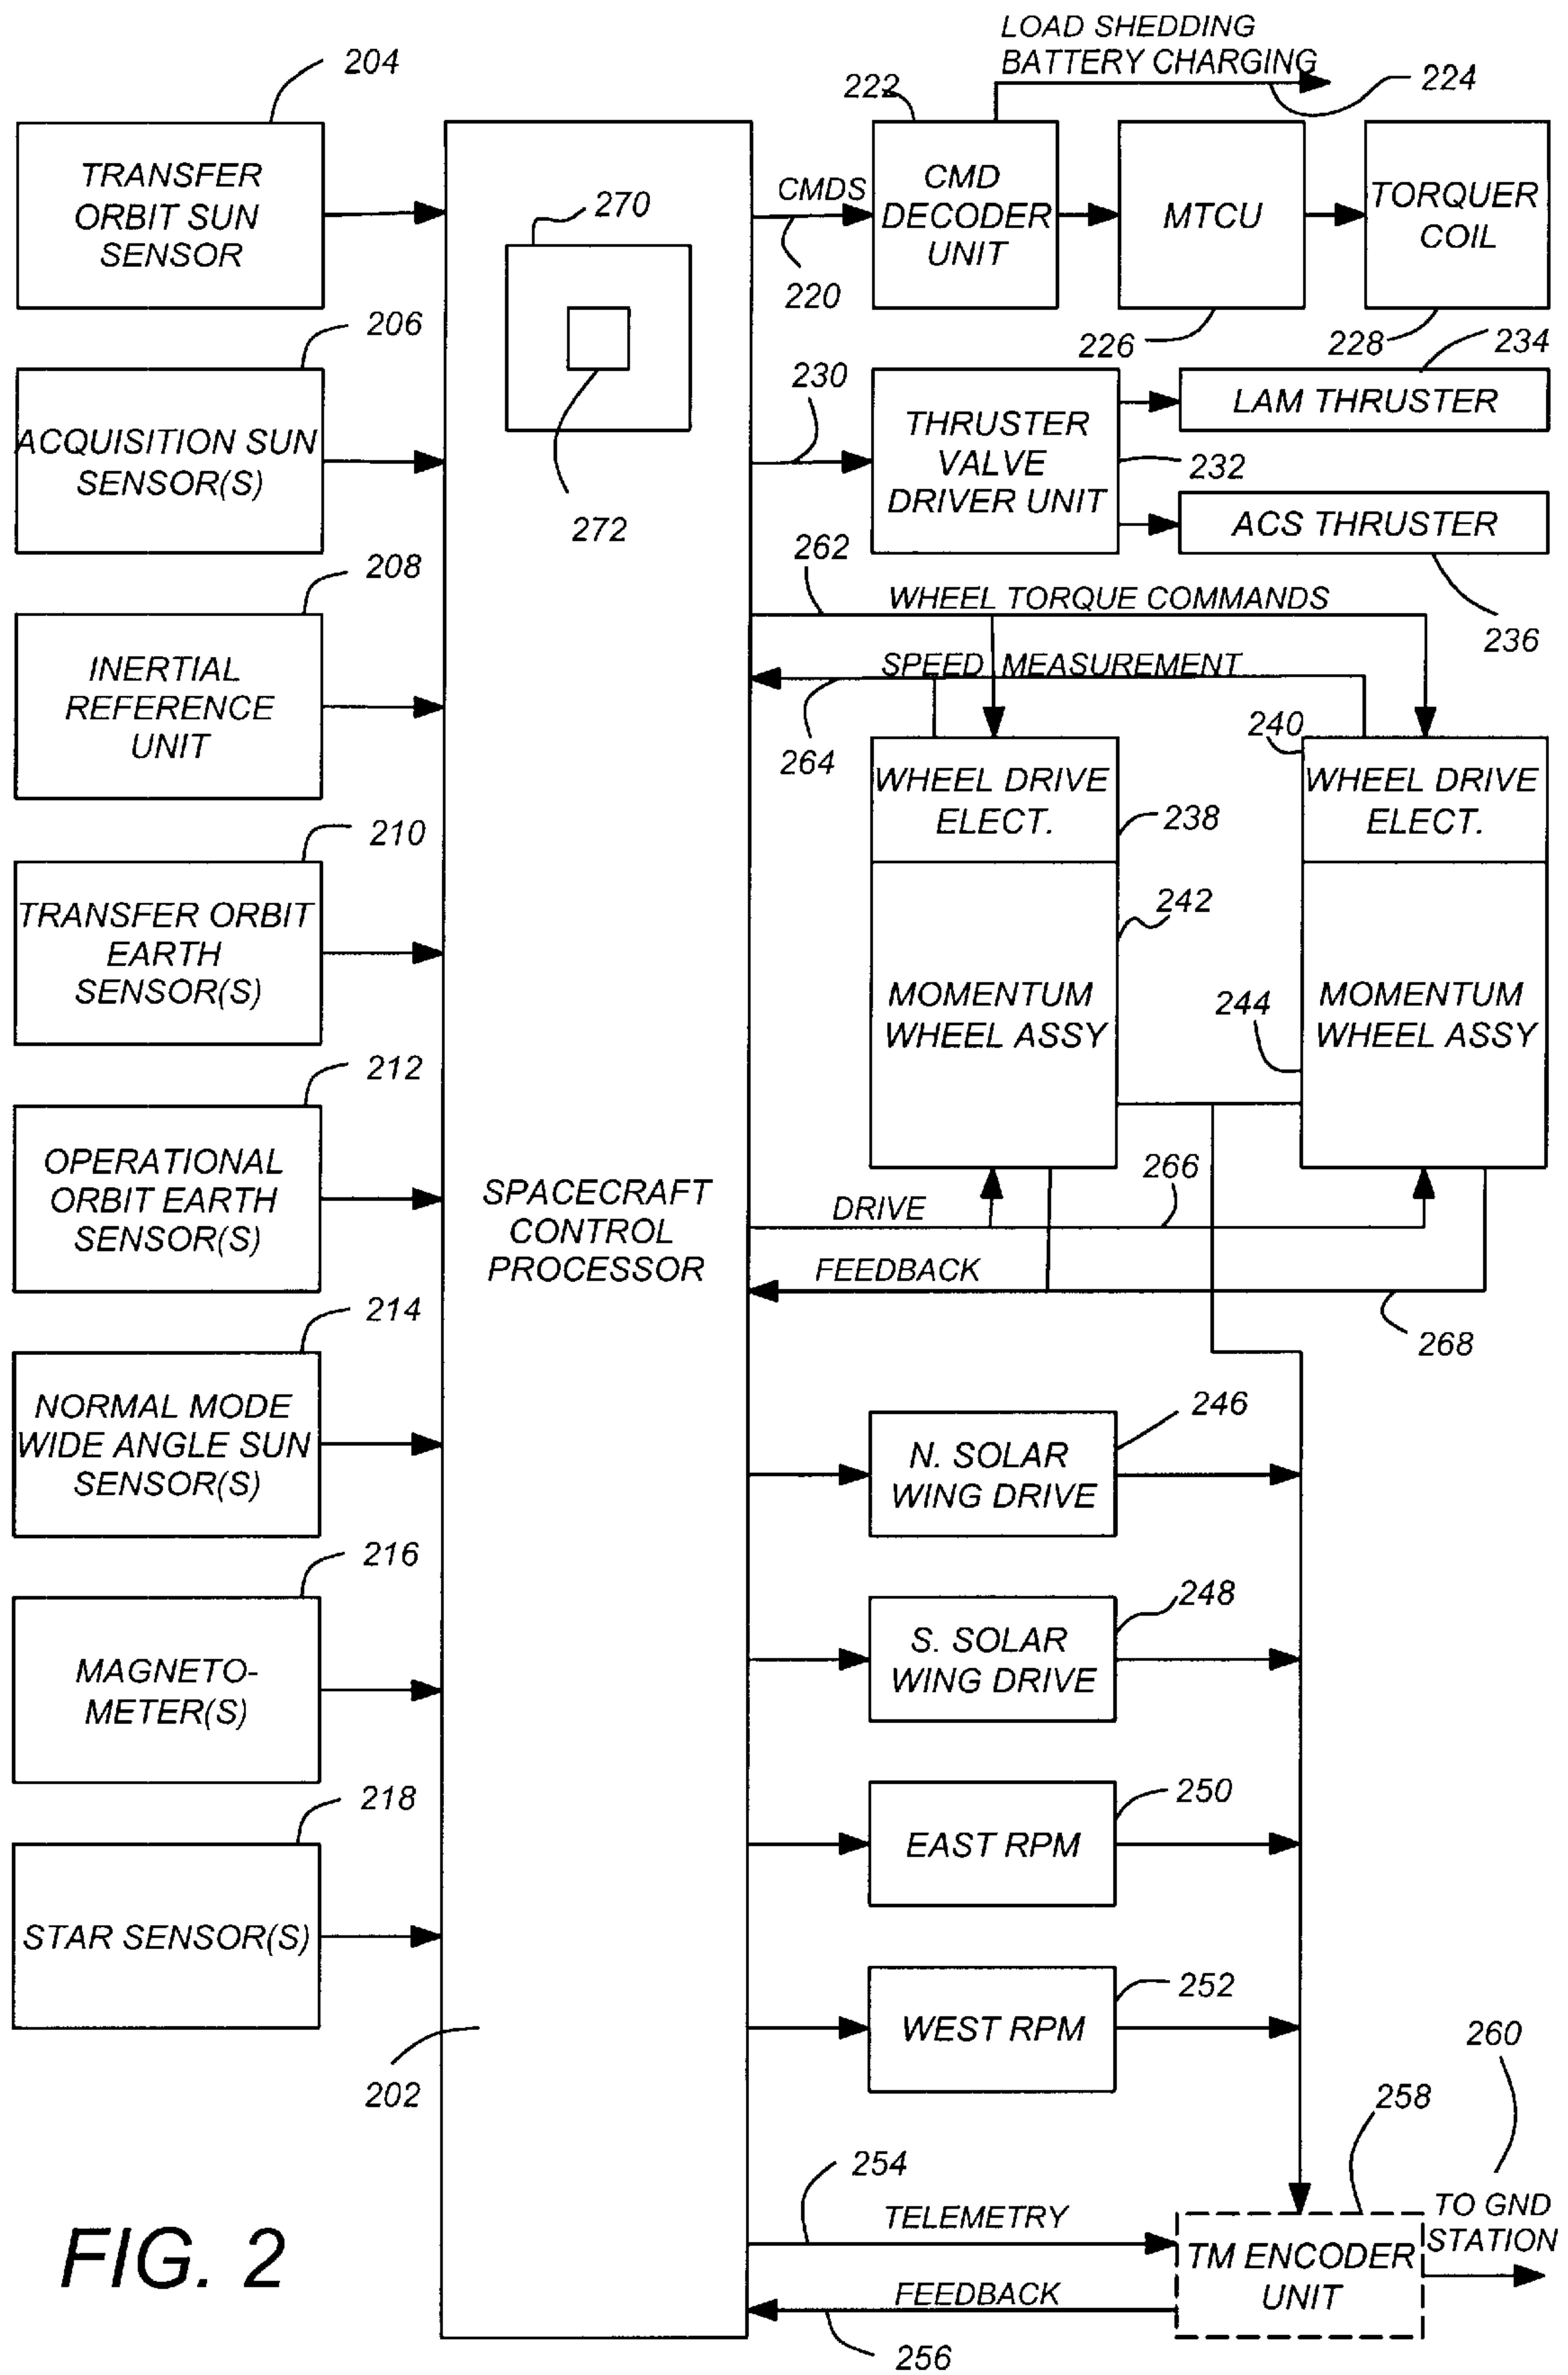 LOAD SHEDDING
BATTERY CHARGING
204
222
224
TRANSFER
ORBIT SUN
SENSOR
270
CMDS
220
CMD
DECODER
UNIT
MTCU
TORQUER
COIL
206
226
228
234
ACQUISITION SUN
SENSOR(S)
272
230
THRUSTER
VALVE
DRIVER UNIT
232
LAM THRUSTER
ACS THRUSTER
236
208
262
WHEEL TORQUE COMMANDS
SPEED MEASUREMENT
INERTIAL
REFERENCE
UNIT
264
240
WHEEL DRIVE
ELECT.
238
WHEEL DRIVE
ELECT.
210
TRANSFER ORBIT
EARTH
SENSOR(S)
242
MOMENTUM
WHEEL ASSY
244
MOMENTUM
WHEEL ASSY
212
OPERATIONAL
ORBIT EARTH
SENSOR(S)
SPACECRAFT
CONTROL
PROCESSOR
DRIVE
266
FEEDBACK
268
214
NORMAL MODE
WIDE ANGLE SUN
SENSOR(S)
N. SOLAR
WING DRIVE
246
216
MAGNETO-
METER(S)
S. SOLAR
WING DRIVE
248
218
STAR SENSOR(S)
EAST RPM
250
WEST RPM
252
202
260
258
254
TELEMETRY
TM ENCODER
UNIT
TO GND
STATION
FEEDBACK
256
FIG. 2